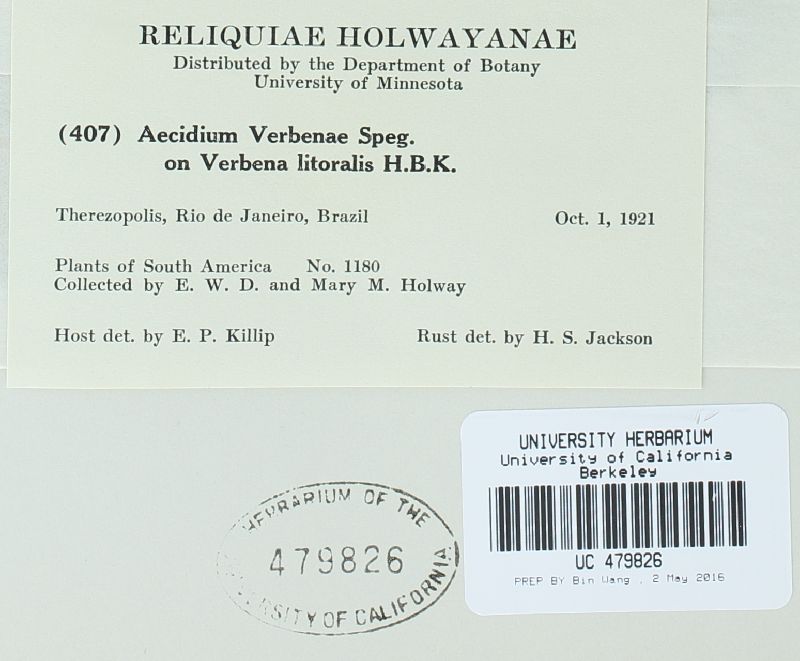 RELIQUIAE HOLWAYANAE
Distributed by the Department of Botany
University of Minnesota
(407) Aecidium Verbenae Speg.
on Verbena litoralis H.B.K.
Therezopolis, Rio de Janeiro, Brazil Oct. 1, 1921
Plants of South America No. 1180
Collected by E. W. D. and Mary M. Holway
Host det. by E. P. Killip Rust det. by H. S. Jackson
UNIVERSITY HERBARIUM
University of California
Berkeley
UC 479826
PREP BY Bin Wang . 2 May 2016
HERBARIUM OF THE
479826
UNIVERSITY OF CALIFORNIA